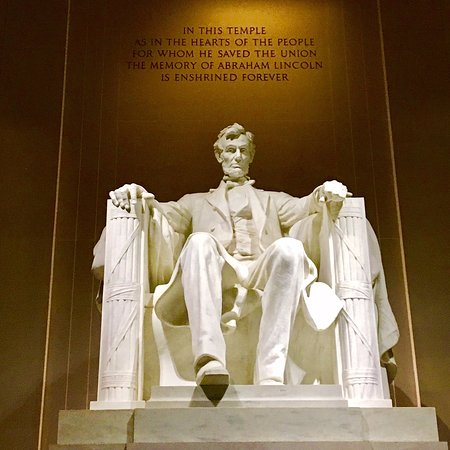 IN THIS TEMPLE
AS IN THE HEARTS OF THE PEOPLE
FOR WHOM HE SAVED THE UNION
THE MEMORY OF ABRAHAM LINCOLN
IS ENSHRINED FOREVER